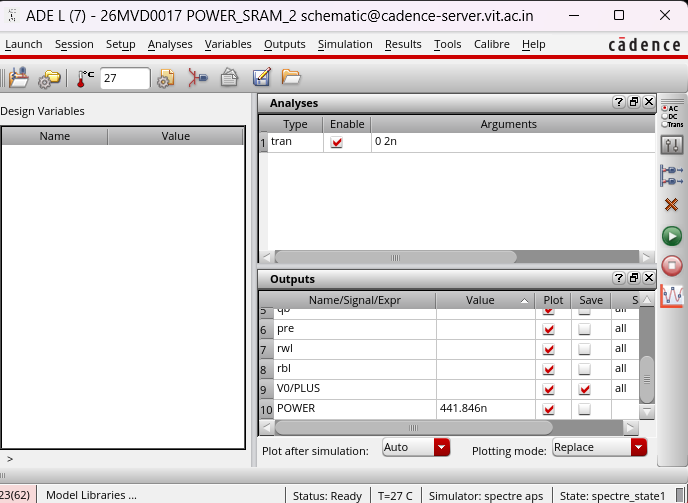 ADE L (7) - 26MVD0017 POWER_SRAM_2 schematic@cadence-server.vit.ac.in
Launch Session Setup Analyses Variables Outputs Simulation Results Tools Calibre Help cādence
°C 27
Design Variables
Name Value
Analyses
Type Enable Arguments
1 tran 0 2n
AC
DC
Trans
Outputs
Name/Signal/Expr Value Plot Save S
5 qb all
6 pre all
7 rwl all
8 rbl all
9 V0/PLUS all
10 POWER 441.846n
Plot after simulation: Auto Plotting mode: Replace
>
23(62) Model Libraries ... Status: Ready T=27 C Simulator: spectre aps State: spectre_state1